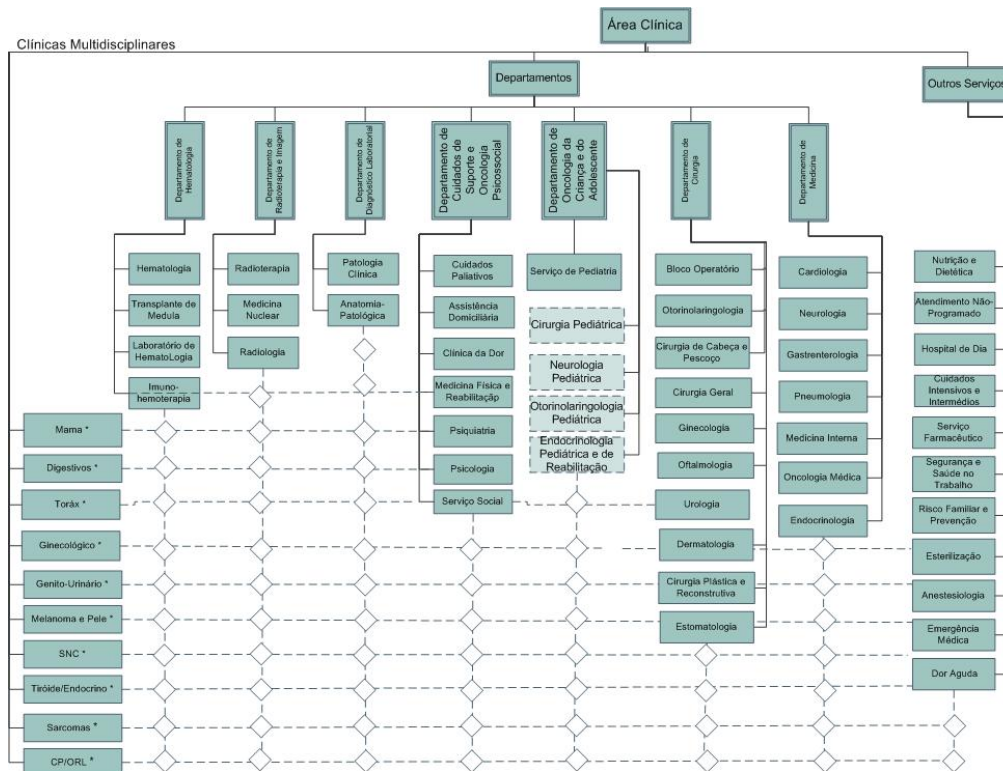 Área Clínica
Clínicas Multidisciplinares
Departamentos
Outros Serviços
Departamento de
Hematologia
Departamento de
Radioterapia e Imagem
Departamento de
Diagnóstico Laboratorial
Departamento de
Cuidados de
Suporte e
Oncologia
Psicossocial
Departamento de
Oncologia da
Criança e do
Adolescente
Departamento de
Cirurgia
Departamento de
Medicina
Hematologia
Transplante de
Medula
Laboratório de
HematoLogia
Imuno-
hemoterapia
Radioterapia
Medicina
Nuclear
Radiologia
Patologia
Clínica
Anatomia-
Patológica
Cuidados
Paliativos
Assistência
Domiciliária
Clínica da Dor
Medicina Física e
Reabilitaçãp
Psiquiatria
Psicologia
Serviço Social
Serviço de Pediatria
Cirurgia Pediátrica
Neurologia
Pediátrica
Otorinolaringologia
Pediátrica
Endocrinologia
Pediátrica e de
Reabilitação
Bloco Operatório
Otorinolaringologia
Cirurgia de Cabeça e
Pescoço
Cirurgia Geral
Ginecologia
Oftalmologia
Urologia
Dermatologia
Cirurgia Plástica e
Reconstrutiva
Estomatologia
Cardiologia
Neurologia
Gastrenterologia
Pneumologia
Medicina Interna
Oncologia Médica
Endocrinologia
Nutrição e
Dietética
Atendimento Não-
Programado
Hospital de Dia
Cuidados
Intensivos e
Intermédios
Serviço
Farmacêutico
Segurança e
Saúde no
Trabalho
Risco Familiar e
Prevenção
Esterilização
Anestesiologia
Emergência
Médica
Dor Aguda
Mama *
Digestivos *
Toráx *
Ginecológico *
Genito-Urinário *
Melanoma e Pele *
SNC *
Tiróide/Endocrino *
Sarcomas *
CP/ORL *